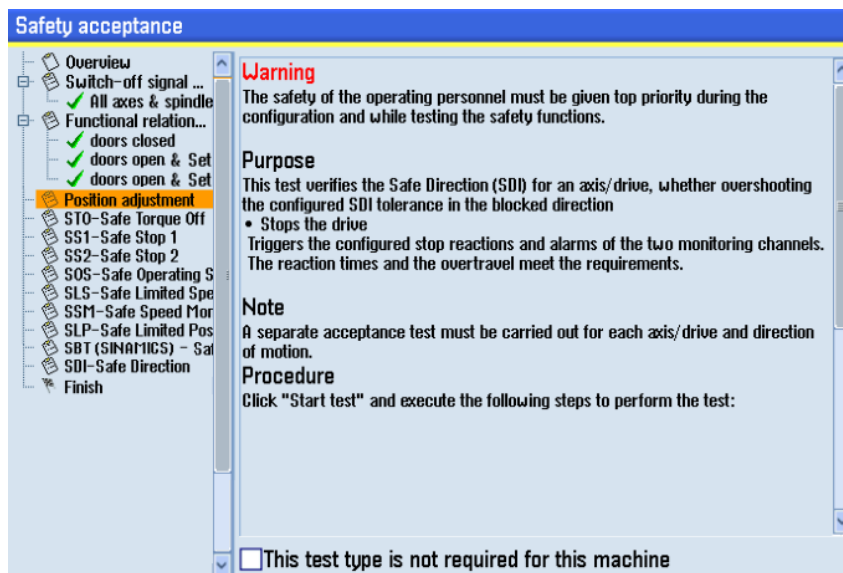 Safety acceptance
Overview
Switch-off signal ...
All axes & spindle
Functional relation...
doors closed
doors open & Set
doors open & Set
Position adjustment
STO-Safe Torque Off
SS1-Safe Stop 1
SS2-Safe Stop 2
SOS-Safe Operating S
SLS-Safe Limited Spe
SSM-Safe Speed Mor
SLP-Safe Limited Pos
SBT (SINAMICS) - Saf
SDI-Safe Direction
Finish
Warning
The safety of the operating personnel must be given top priority during the
configuration and while testing the safety functions.
Purpose
This test verifies the Safe Direction (SDI) for an axis/drive, whether overshooting
the configured SDI tolerance in the blocked direction
• Stops the drive
Triggers the configured stop reactions and alarms of the two monitoring channels.
The reaction times and the overtravel meet the requirements.
Note
A separate acceptance test must be carried out for each axis/drive and direction
of motion.
Procedure
Click "Start test" and execute the following steps to perform the test:
This test type is not required for this machine